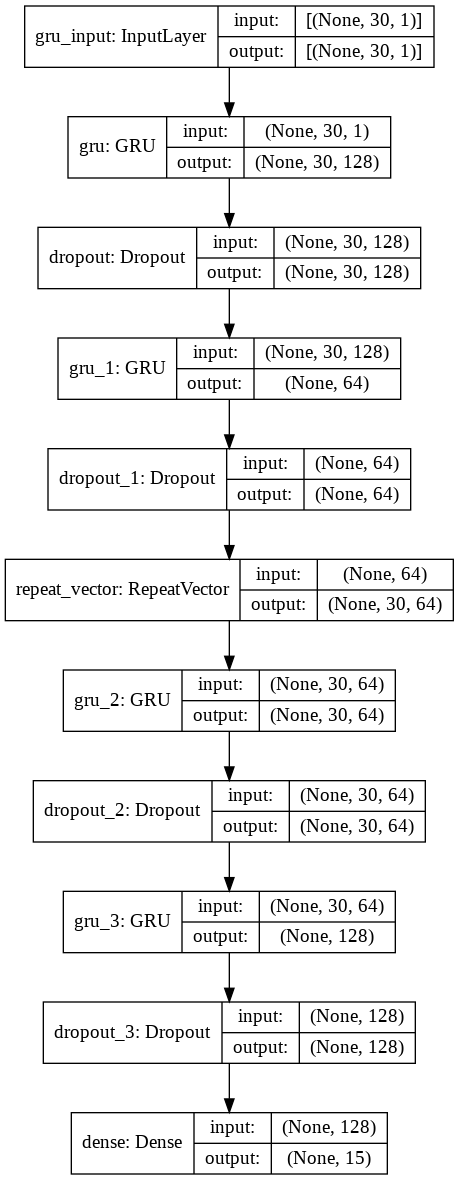 gru_input: InputLayer
input: [(None, 30, 1)]
output: [(None, 30, 1)]
gru: GRU
input: (None, 30, 1)
output: (None, 30, 128)
dropout: Dropout
input: (None, 30, 128)
output: (None, 30, 128)
gru_1: GRU
input: (None, 30, 128)
output: (None, 64)
dropout_1: Dropout
input: (None, 64)
output: (None, 64)
repeat_vector: RepeatVector
input: (None, 64)
output: (None, 30, 64)
gru_2: GRU
input: (None, 30, 64)
output: (None, 30, 64)
dropout_2: Dropout
input: (None, 30, 64)
output: (None, 30, 64)
gru_3: GRU
input: (None, 30, 64)
output: (None, 128)
dropout_3: Dropout
input: (None, 128)
output: (None, 128)
dense: Dense
input: (None, 128)
output: (None, 15)